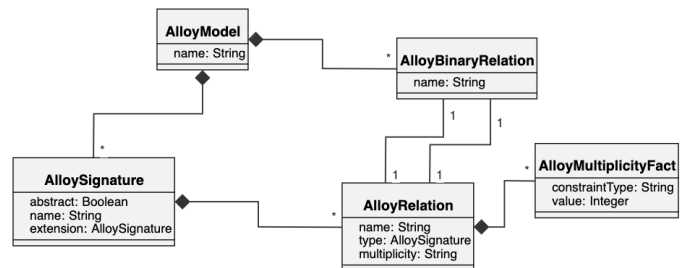 AlloyModel
name: String
*
AlloyBinaryRelation
name: String
1
1
*
AlloySignature
abstract: Boolean
name: String
extension: AlloySignature
*
1
1
AlloyRelation
name: String
type: AlloySignature
multiplicity: String
*
AlloyMultiplicityFact
constraintType: String
value: Integer